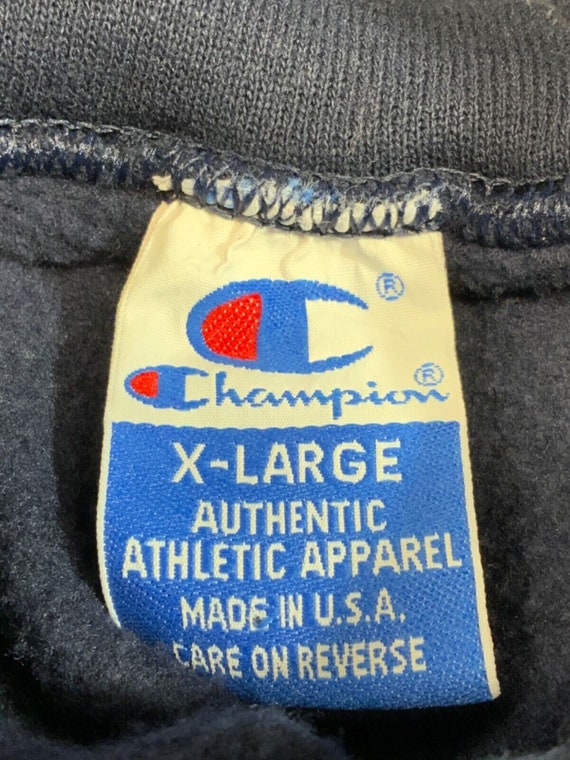 ®
Champion®
X-LARGE
AUTHENTIC
ATHLETIC APPAREL
MADE IN U.S.A.
CARE ON REVERSE